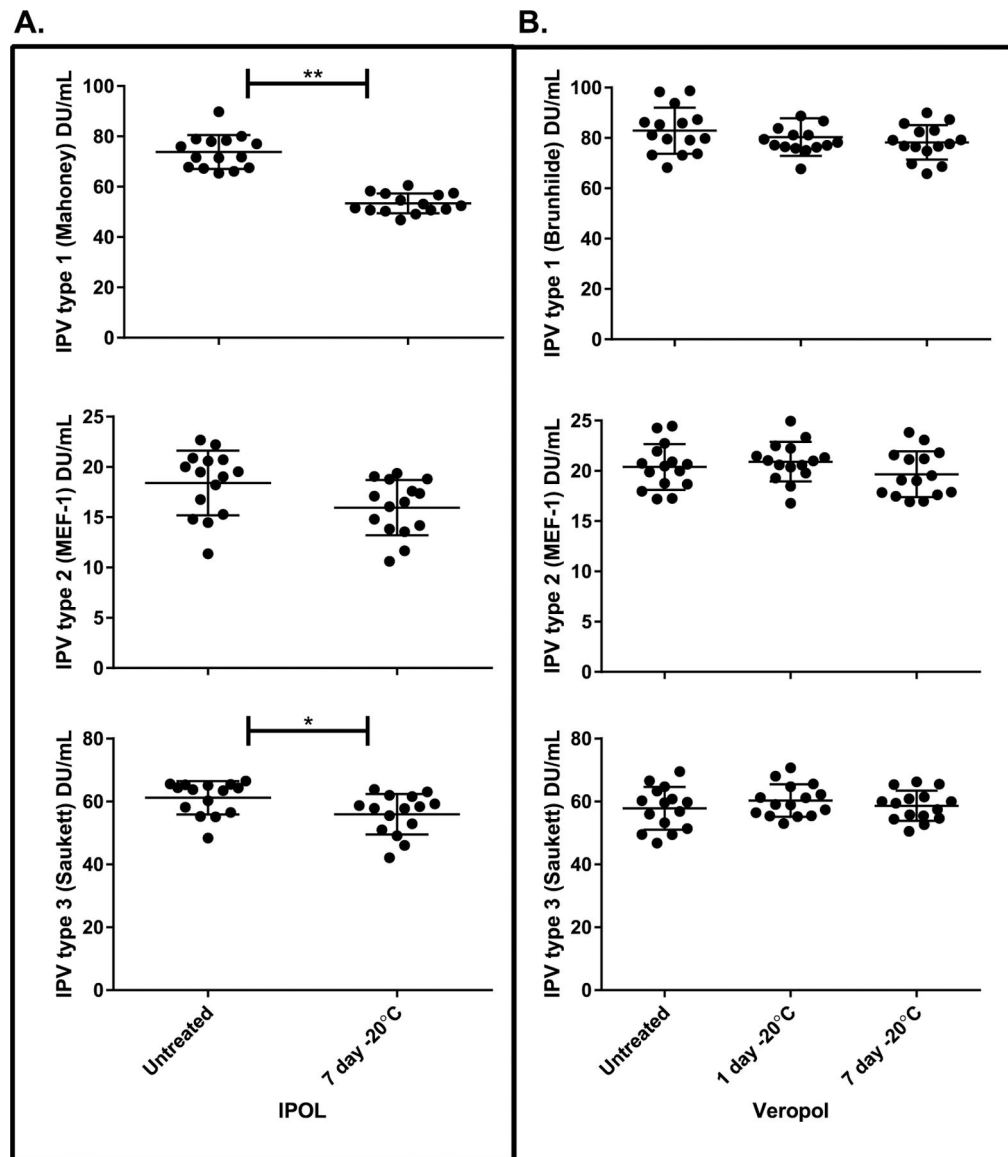 A.
IPV type 1 (Mahoney) DU/mL
100
80
60
40
20
0
**
IPV type 2 (MEF-1) DU/mL
25
20
15
10
5
0
IPV type 3 (Saukett) DU/mL
80
60
40
20
0
*
Untreated
7 day -20°C
IPOL
B.
IPV type 1 (Brunhilde) DU/mL
100
80
60
40
20
0
IPV type 2 (MEF-1) DU/mL
25
20
15
10
5
0
IPV type 3 (Saukett) DU/mL
80
60
40
20
0
Untreated
1 day -20°C
7 day -20°C
Veropol